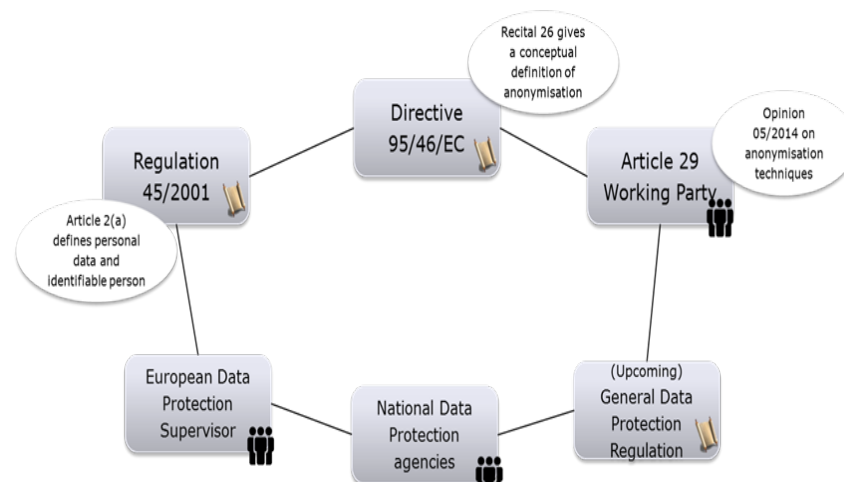 Recital 26 gives
a conceptual
definition of
anonymisation
Directive
95/46/EC
Opinion
05/2014 on
anonymisation
techniques
Regulation
45/2001
Article 29
Working Party
Article 2(a)
defines personal
data and
identifiable person
European Data
Protection
Supervisor
National Data
Protection
agencies
(Upcoming)
General Data
Protection
Regulation